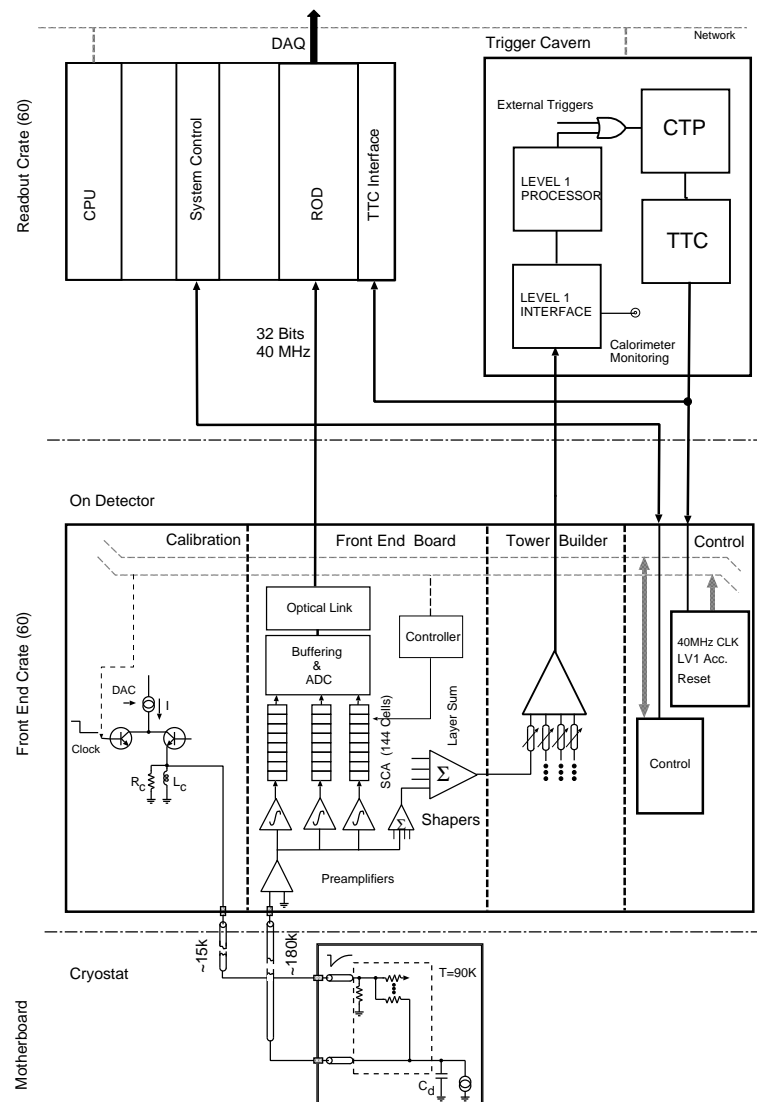 DAQ
Trigger Cavern
Network
Readout Crate (60)
CPU
System Control
ROD
TTC Interface
External Triggers
CTP
LEVEL 1
PROCESSOR
TTC
LEVEL 1
INTERFACE
Calorimeter
Monitoring
32 Bits
40 MHz
On Detector
Front End Crate (60)
Calibration
Front End Board
Tower Builder
Control
Optical Link
Buffering
&
ADC
Controller
40MHz CLK
LV1 Acc.
Reset
DAC
I
Clock
Rc
Lc
SCA (144 Cells)
Layer Sum
Σ
Σ
Shapers
Control
Preamplifiers
~15k
~180k
Cryostat
Motherboard
T=90K
Cd